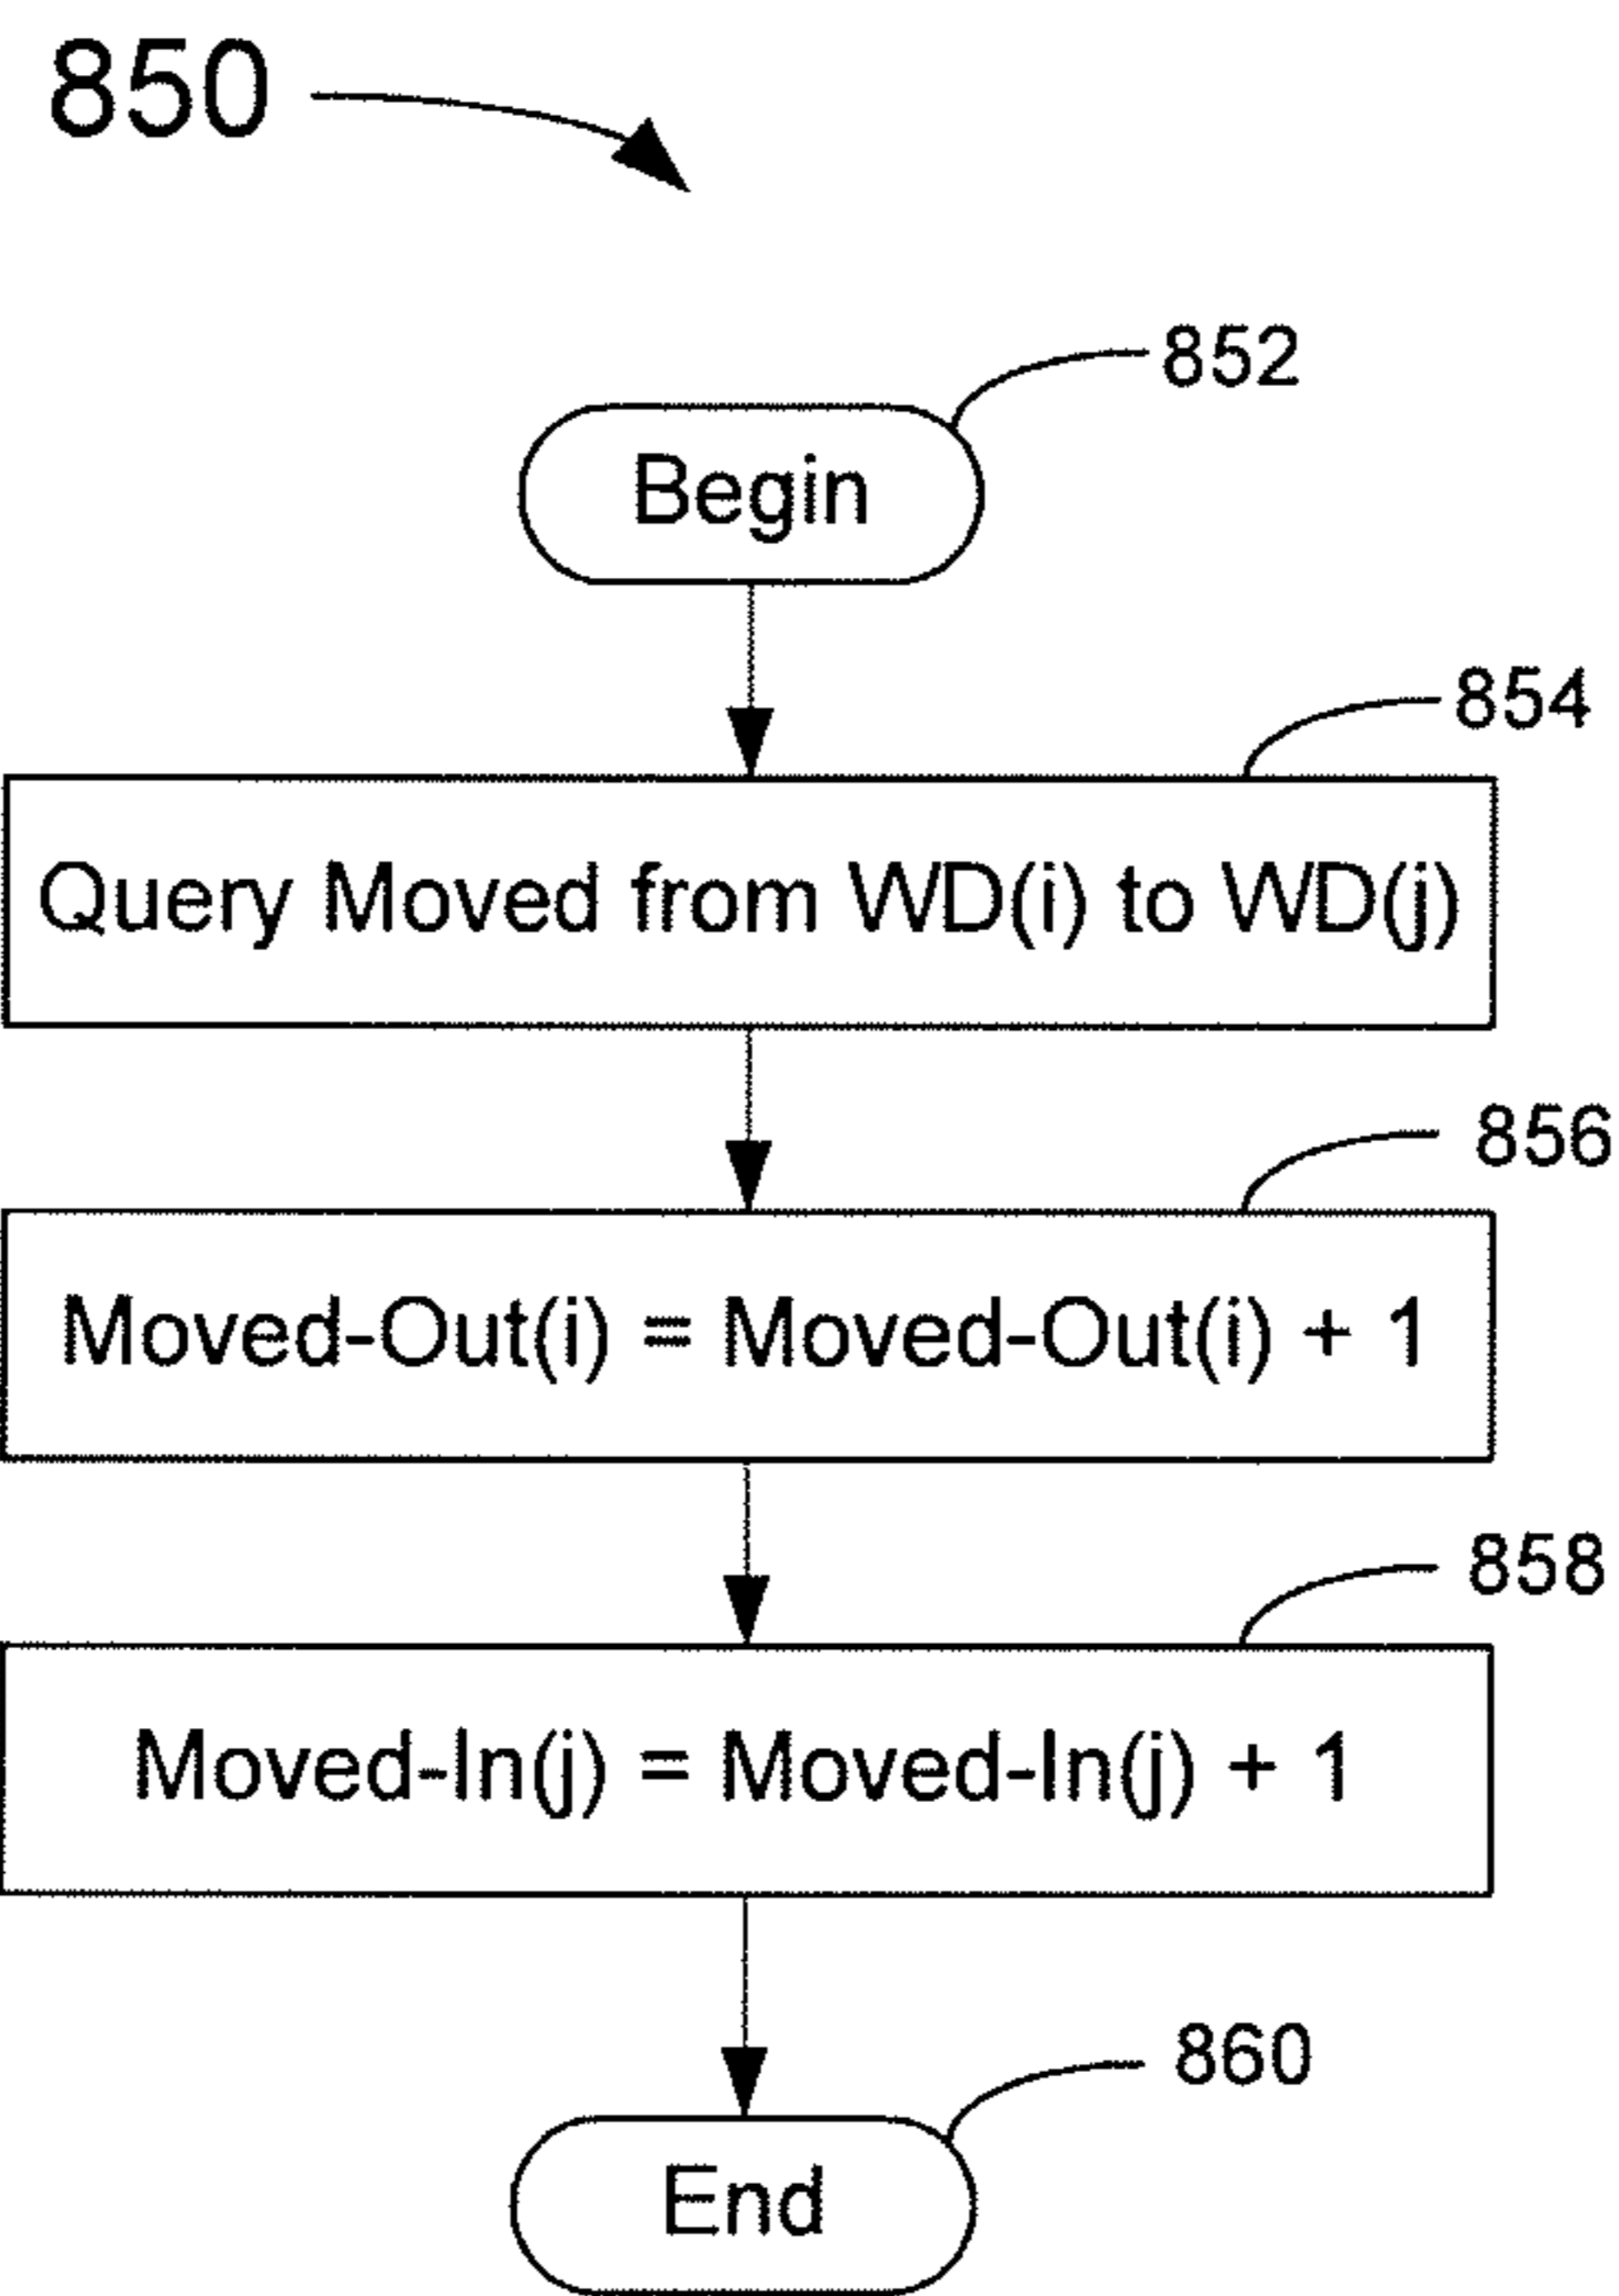 850
852
Begin
854
Query Moved from WD(i) to WD(j)
856
Moved-Out(i) = Moved-Out(i) + 1
858
Moved-In(j) = Moved-In(j) + 1
860
End